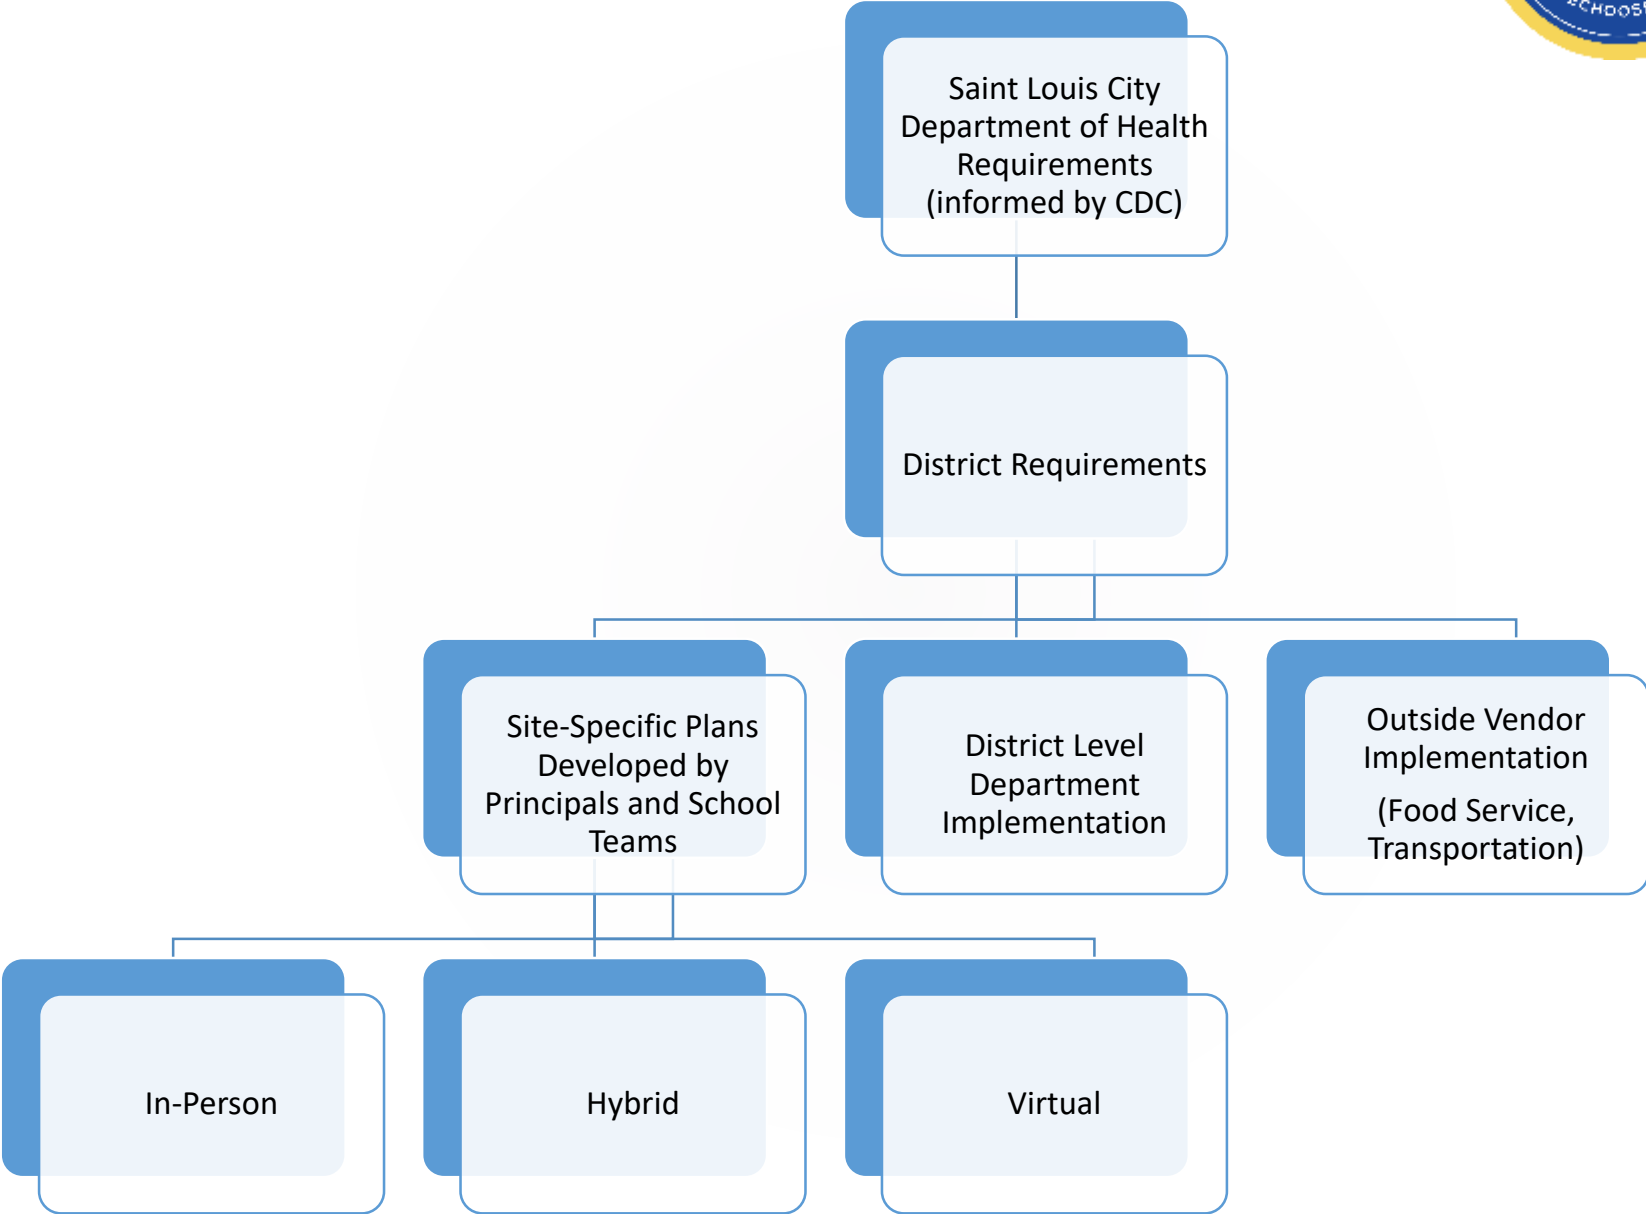 Saint Louis City
Department of Health
Requirements
(informed by CDC)
District Requirements
Site-Specific Plans
Developed by
Principals and School
Teams
District Level
Department
Implementation
Outside Vendor
Implementation
(Food Service,
Transportation)
In-Person
Hybrid
Virtual